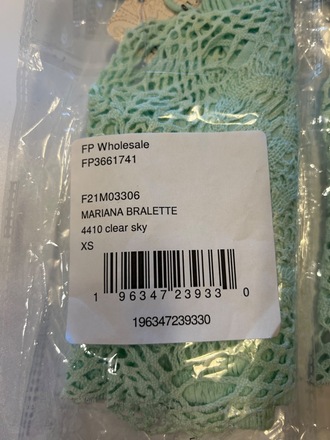 FP Wholesale
FP3661741
F21M03306
MARIANA BRALETTE
4410 clear sky
XS
1 96347 23933 0
196347239330